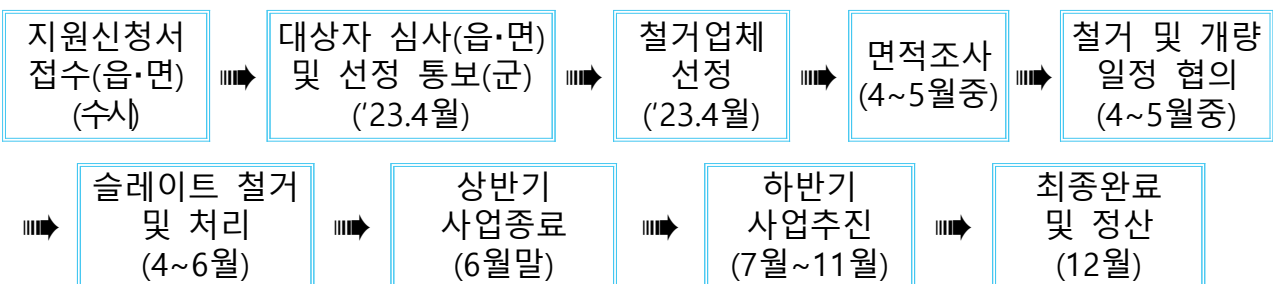 지원신청서
접수(읍·면)
(수시)
대상자 심사(읍·면)
및 선정 통보(군)
(‘23.4월)
철거업체
선정
(‘23.4월)
면적조사
(4~5월중)
철거 및 개량
일정 협의
(4~5월중)
슬레이트 철거
및 처리
(4~6월)
상반기
사업종료
(6월말)
하반기
사업추진
(7월~11월)
최종완료
및 정산
(12월)